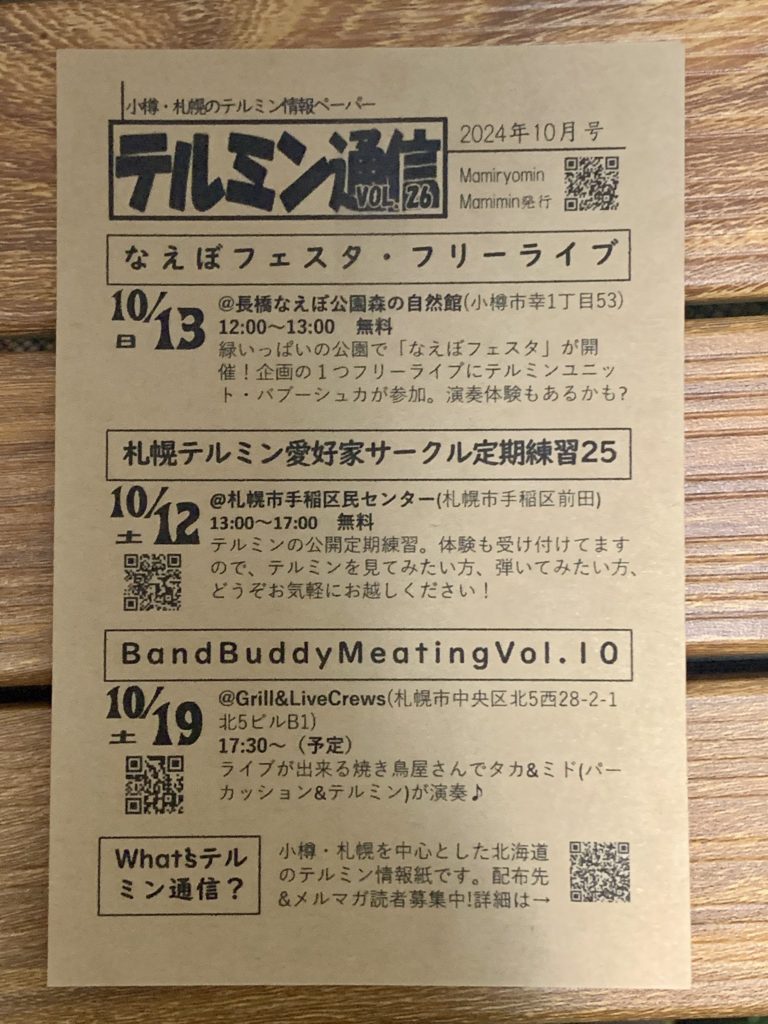 小樽・札幌のテルミン情報ペーパー
テルミン通信
VOL. 26
2024年10月号
Mamiryomin
Mamimin発行
なえぼフェスタ・フリーライブ
10/13
日
@長橋なえぼ公園森の自然館(小樽市幸1丁目53)
12:00〜13:00　無料
緑いっぱいの公園で「なえぼフェスタ」が開
催！企画の１つフリーライブにテルミンユニッ
ト・バブーシュカが参加。演奏体験もあるかも?
札幌テルミン愛好家サークル定期練習25
10/12
土
@札幌市手稲区民センター(札幌市手稲区前田)
13:00〜17:00　無料
テルミンの公開定期練習。体験も受け付けてます
ので、テルミンを見てみたい方、弾いてみたい方、
どうぞお気軽にお越しください！
BandBuddyMeatingVol.10
10/19
土
@Grill&LiveCrews(札幌市中央区北5西28-2-1
北5ビルB1)
17:30〜（予定）
ライブが出来る焼き鳥屋さんでタカ&ミド(パー
カッション&テルミン)が演奏♪
What'sテル
ミン通信？
小樽・札幌を中心とした北海道
のテルミン情報紙です。配布先
&メルマガ読者募集中!詳細は→